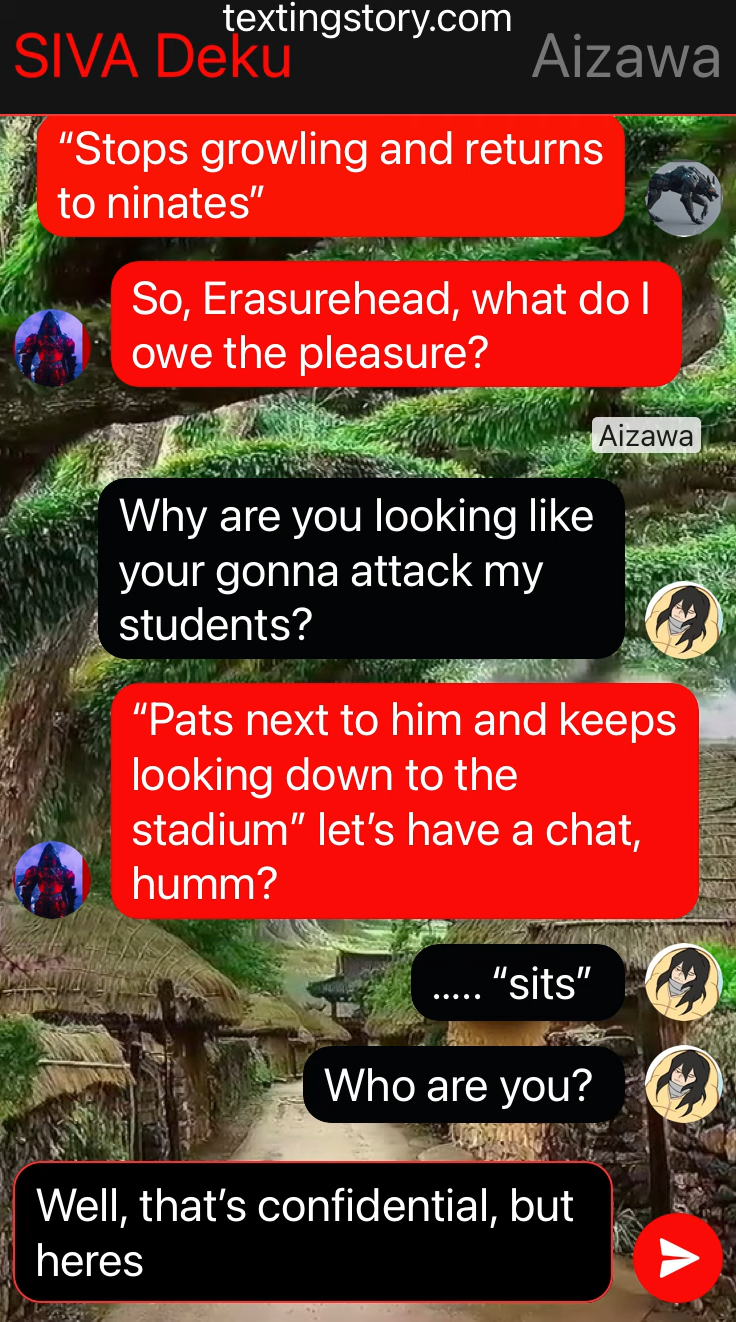 textingstory.com
SIVA Deku
Aizawa
“Stops growling and returns
to ninates”
So, Erasurehead, what do I
owe the pleasure?
Aizawa
Why are you looking like
your gonna attack my
students?
“Pats next to him and keeps
looking down to the
stadium” let’s have a chat,
humm?
..... “sits”
Who are you?
Well, that’s confidential, but
heres